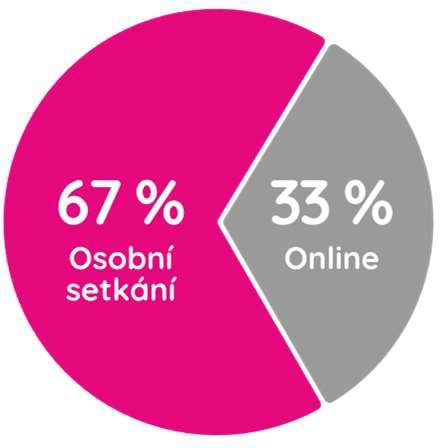 67 %
Osobní
setkání
33 %
Online